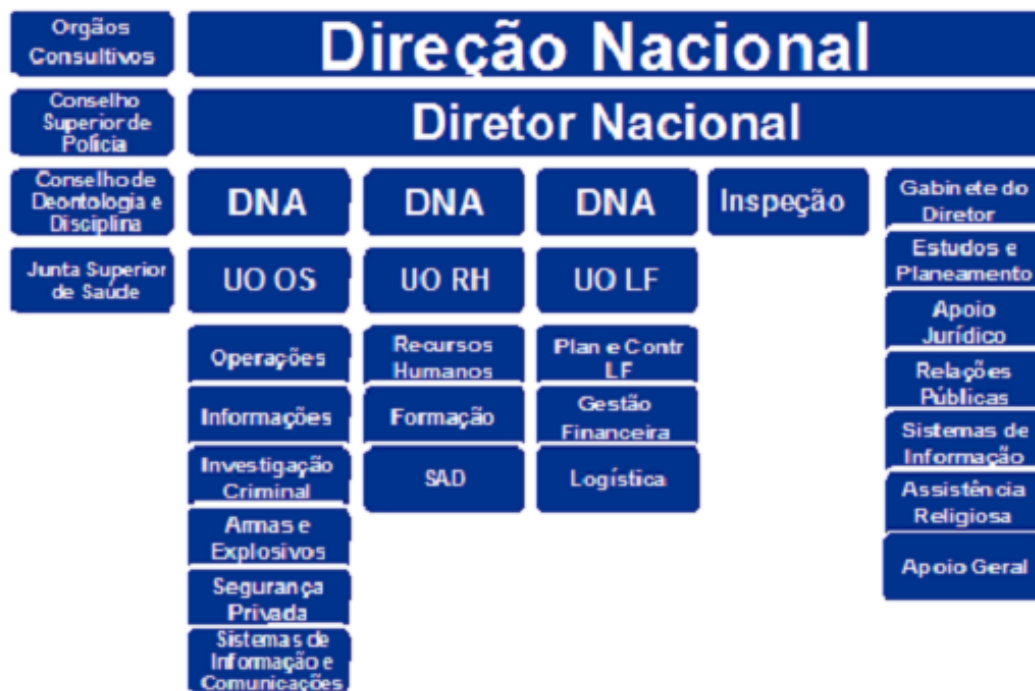 Orgãos
Consultivos
Direção Nacional
Conselho
Superior de
Polícia
Diretor Nacional
Conselho de
Deontologia e
Disciplina
DNA
DNA
DNA
Inspeção
Gabinete do
Diretor
Junta Superior
de Saúde
UO OS
UO RH
UO LF
Estudos e
Planeamento
Apoio
Jurídico
Operações
Recursos
Humanos
Plan e Contr
LF
Relações
Públicas
Informações
Formação
Gestão
Financeira
Sistemas de
Informação
Investigação
Criminal
SAD
Logística
Assistência
Religiosa
Armas e
Explosivos
Apoio Geral
Segurança
Privada
Sistemas de
Informação e
Comunicações